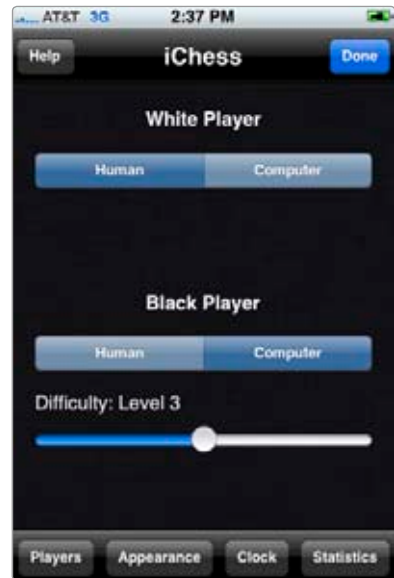 AT&T 3G 2:37 PM
Help iChess Done
White Player
Human Computer
Black Player
Human Computer
Difficulty: Level 3
Players Appearance Clock Statistics